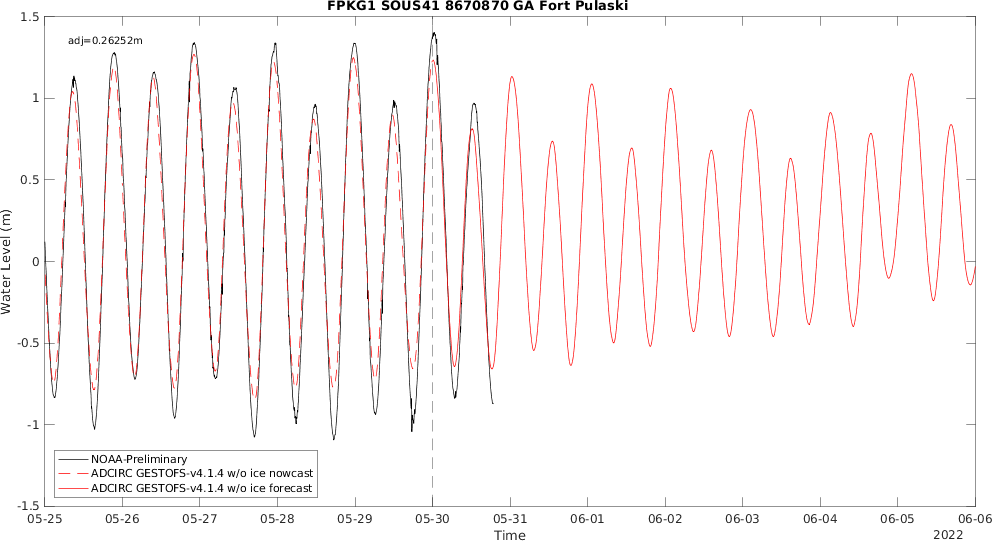 FPKG1 SOUS41 8670870 GA Fort Pulaski
adj=0.26252m
1.5
1
0.5
0
-0.5
-1
-1.5
Water Level (m)
NOAA-Preliminary
ADCIRC GESTOFS-v4.1.4 w/o ice nowcast
ADCIRC GESTOFS-v4.1.4 w/o ice forecast
05-25 05-26 05-27 05-28 05-29 05-30 05-31 06-01 06-02 06-03 06-04 06-05 06-06
Time
2022